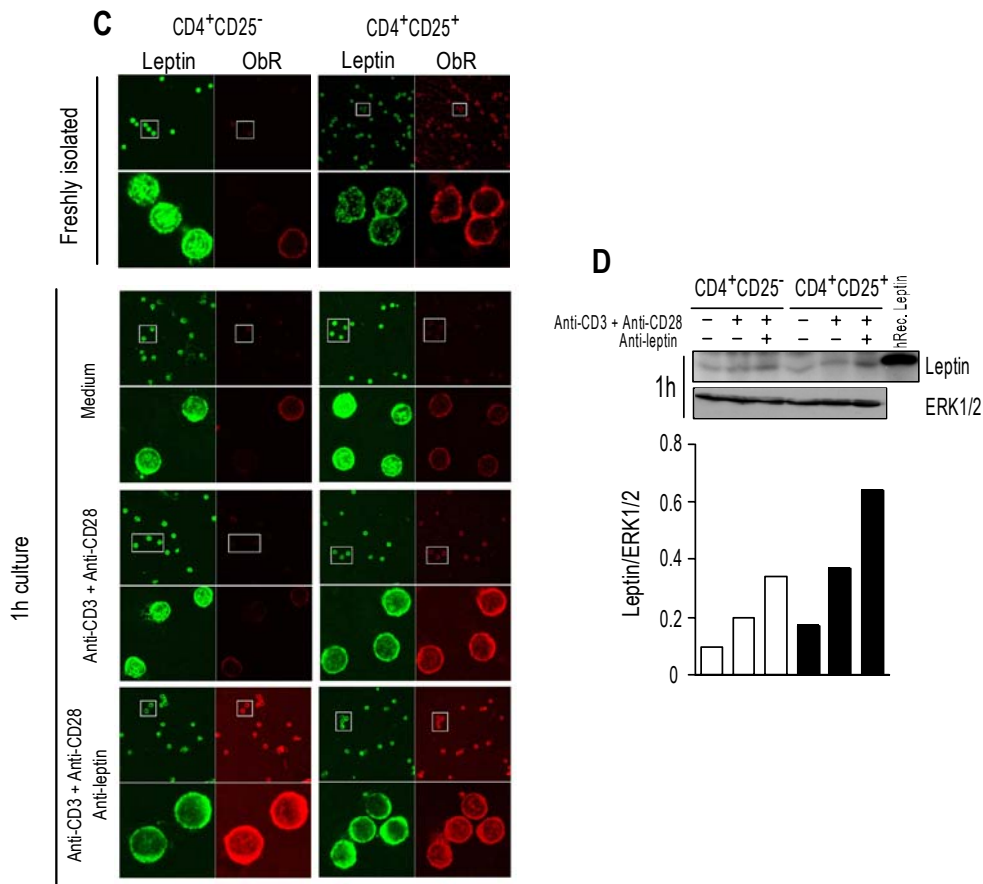 C
CD4+CD25-
CD4+CD25+
Leptin
ObR
Leptin
ObR
Freshly isolated
1h culture
Medium
Anti-CD3 + Anti-CD28
Anti-CD3 + Anti-CD28
Anti-leptin
D
CD4+CD25-
CD4+CD25+
hRec. Leptin
Anti-CD3 + Anti-CD28
– + + – + +
Anti-leptin
+ +
1h
Leptin
ERK1/2
Leptin/ERK1/2
0.8
0.6
0.4
0.2
0